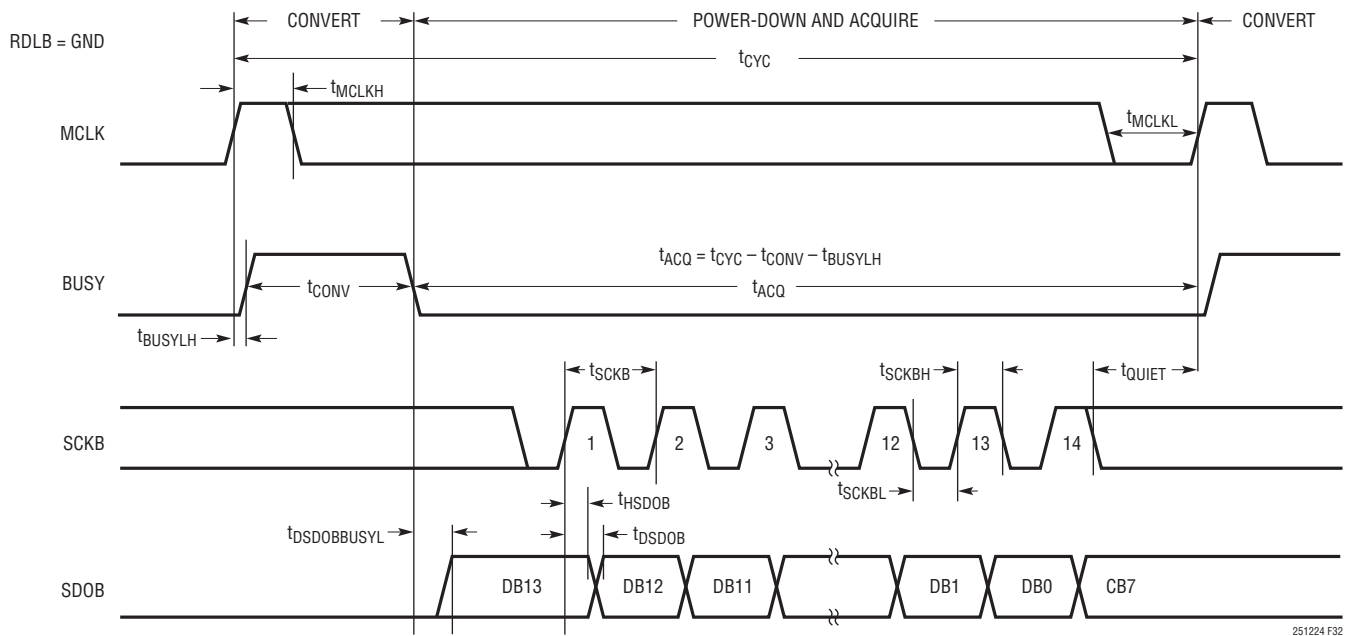 CONVERT POWER-DOWN AND ACQUIRE CONVERT
RDLB = GND
tCYC
tMCLKH
MCLK
tMCLKL
tACQ = tCYC – tCONV – tBUSYLH
BUSY
tCONV tACQ
tBUSYLH
tSCKB tSCKBH tQUIET
SCKB 1 2 3 12 13 14
tSCKBL
tHSDOB
tDSDOBBUSYL tDSDOB
SDOB DB13 DB12 DB11 DB1 DB0 CB7
251224 F32